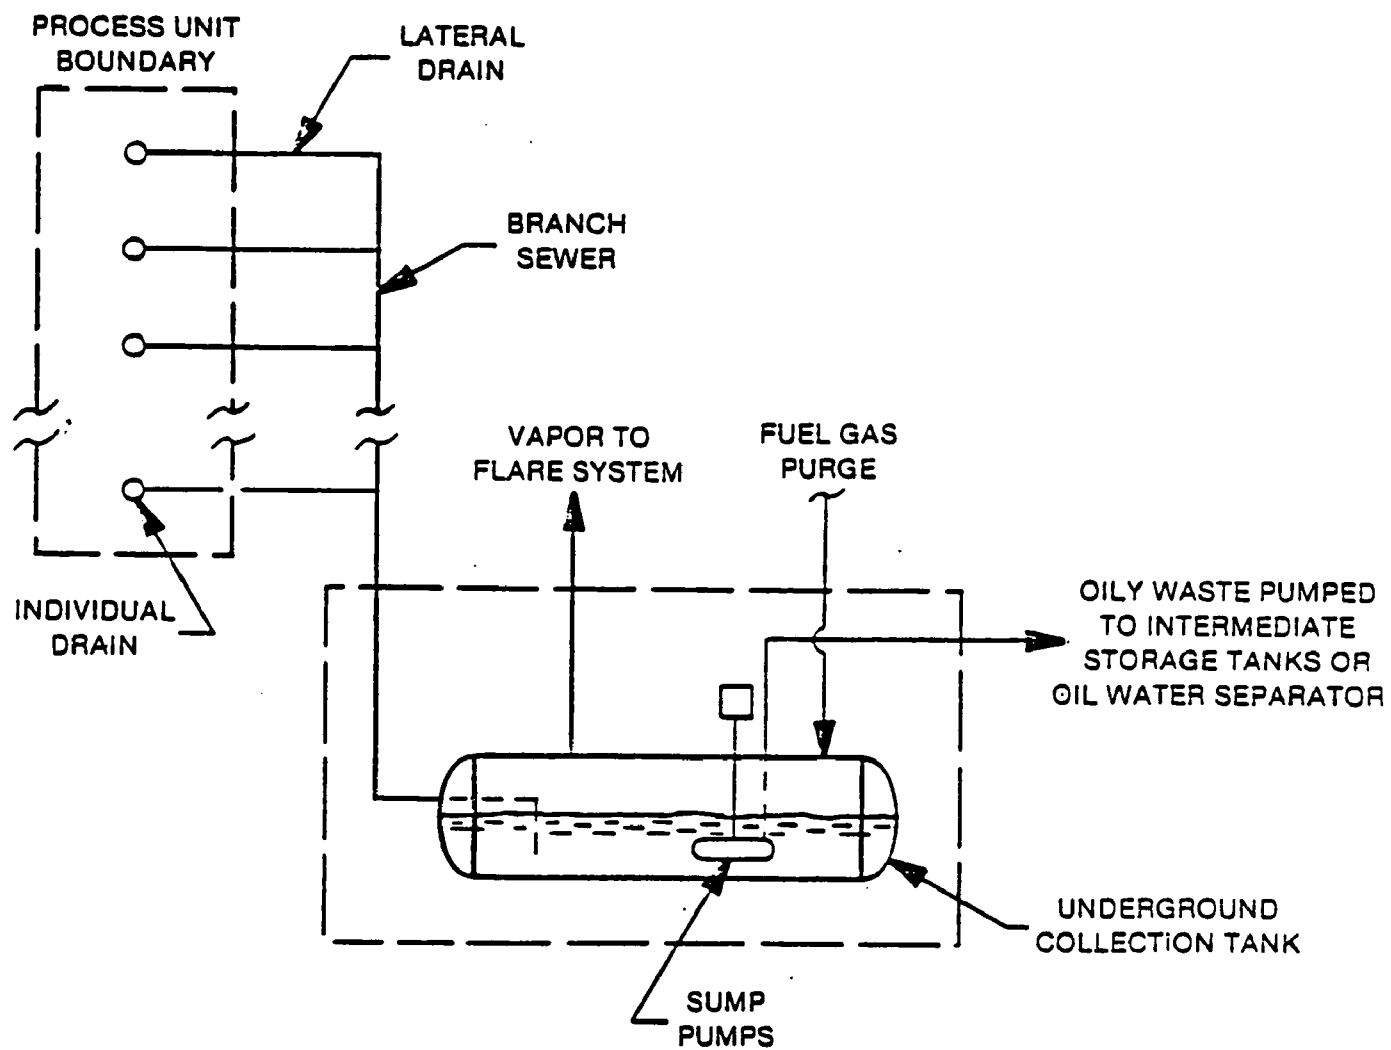 PROCESS UNIT
BOUNDARY
LATERAL
DRAIN
BRANCH
SEWER
VAPOR TO
FLARE SYSTEM
FUEL GAS
PURGE
INDIVIDUAL
DRAIN
OILY WASTE PUMPED
TO INTERMEDIATE
STORAGE TANKS OR
OIL WATER SEPARATOR
UNDERGROUND
COLLECTION TANK
SUMP
PUMPS